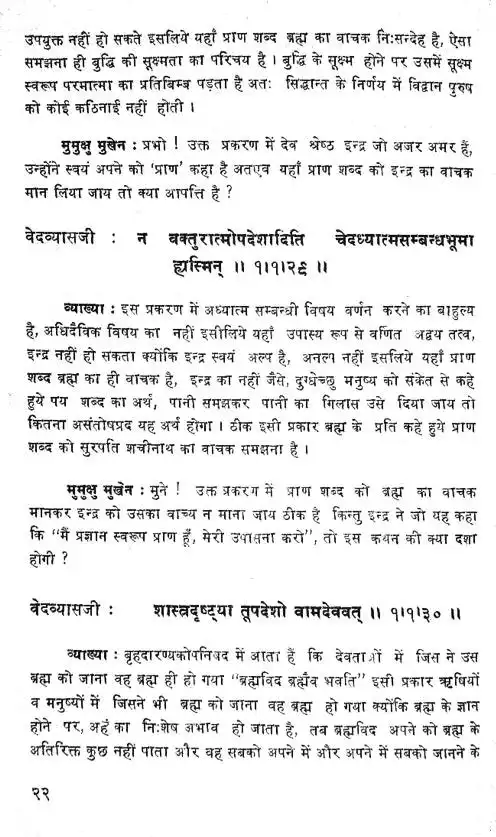 उपयुक्त नहीं हो सकते इसलिये यहाँ प्राण शब्द ब्रह्म का वाचक नि:सन्देह है, ऐसा
समझना ही बुद्धि की सूक्ष्मता का परिचय है । बुद्धि के सूक्ष्म होने पर उसमें सूक्ष्म
स्वरूप परमात्मा का प्रतिबिम्ब पड़ता है अतः सिद्धान्त के निर्णय में विद्वान पुरुष
को कोई कठिनाई नहीं होती ।
मुमुक्षु मुखेन : प्रभो ! उक्त प्रकरण में देव श्रेष्ठ इन्द्र जो अजर अमर हैं,
उन्होंने स्वयं अपने को 'प्राण' कहा है अतएव यहाँ प्राण शब्द को इन्द्र का वाचक
मान लिया जाय तो क्या आपत्ति है ?
वेदव्यासजी : न वक्तुरात्मोपदेशादिति चेदध्यात्मसम्बन्धभूमा
ह्यस्मिन् ॥ १।१।२९ ॥
व्याख्या : इस प्रकरण में अध्यात्म सम्बन्धी विषय वर्णन करने का बाहुल्य
है, अधिदैविक विषय का नहीं इसीलिये यहाँ उपास्य रूप से वणित अद्वय तत्व,
इन्द्र नहीं हो सकता क्योंकि इन्द्र स्वयं अल्प है, अनल्प नहीं इसलिये यहाँ प्राण
शब्द ब्रह्म का ही वाचक है, इन्द्र का नहीं जैसे, दुग्धेच्छु मनुष्य को संकेत से कहे
हुये पय शब्द का अर्थ, पानी समझकर पानी का गिलास उसे दिया जाय तो
कितना असंतोषप्रद यह अर्थ होगा । ठीक इसी प्रकार ब्रह्म के प्रति कहे हुये प्राण
शब्द को सुरपति शचीनाथ का वाचक समझना है ।
मुमुक्षु मुखेन : मुने ! उक्त प्रकरण में प्राण शब्द को ब्रह्म का वाचक
मानकर इन्द्र को उसका वाच्य न माना जाय ठीक है किन्तु इन्द्र ने जो यह कहा
कि "मैं प्रज्ञान स्वरूप प्राण हूँ, मेरी उपासना करो", तो इस कथन की क्या दशा
होगी ?
वेदव्यासजी : शास्त्रदृष्ट्या तूपदेशो वामदेववत् ॥ १।१।३० ॥
व्याख्या : बृहदारण्यकोपनिषद में आता है कि देवताओं में जिस ने उस
ब्रह्म को जाना वह ब्रह्म ही हो गया "ब्रह्मविद ब्रह्मैव भवति" इसी प्रकार ऋषियों
व मनुष्यों में जिसने भी ब्रह्म को जाना वह ब्रह्म हो गया क्योंकि ब्रह्म के ज्ञान
होने पर, अहं का नि:शेष अभाव हो जाता है, तब ब्रह्मविद अपने को ब्रह्म के
अतिरिक्त कुछ नहीं पाता और वह सबको अपने में और अपने में सबको जानने के
२२